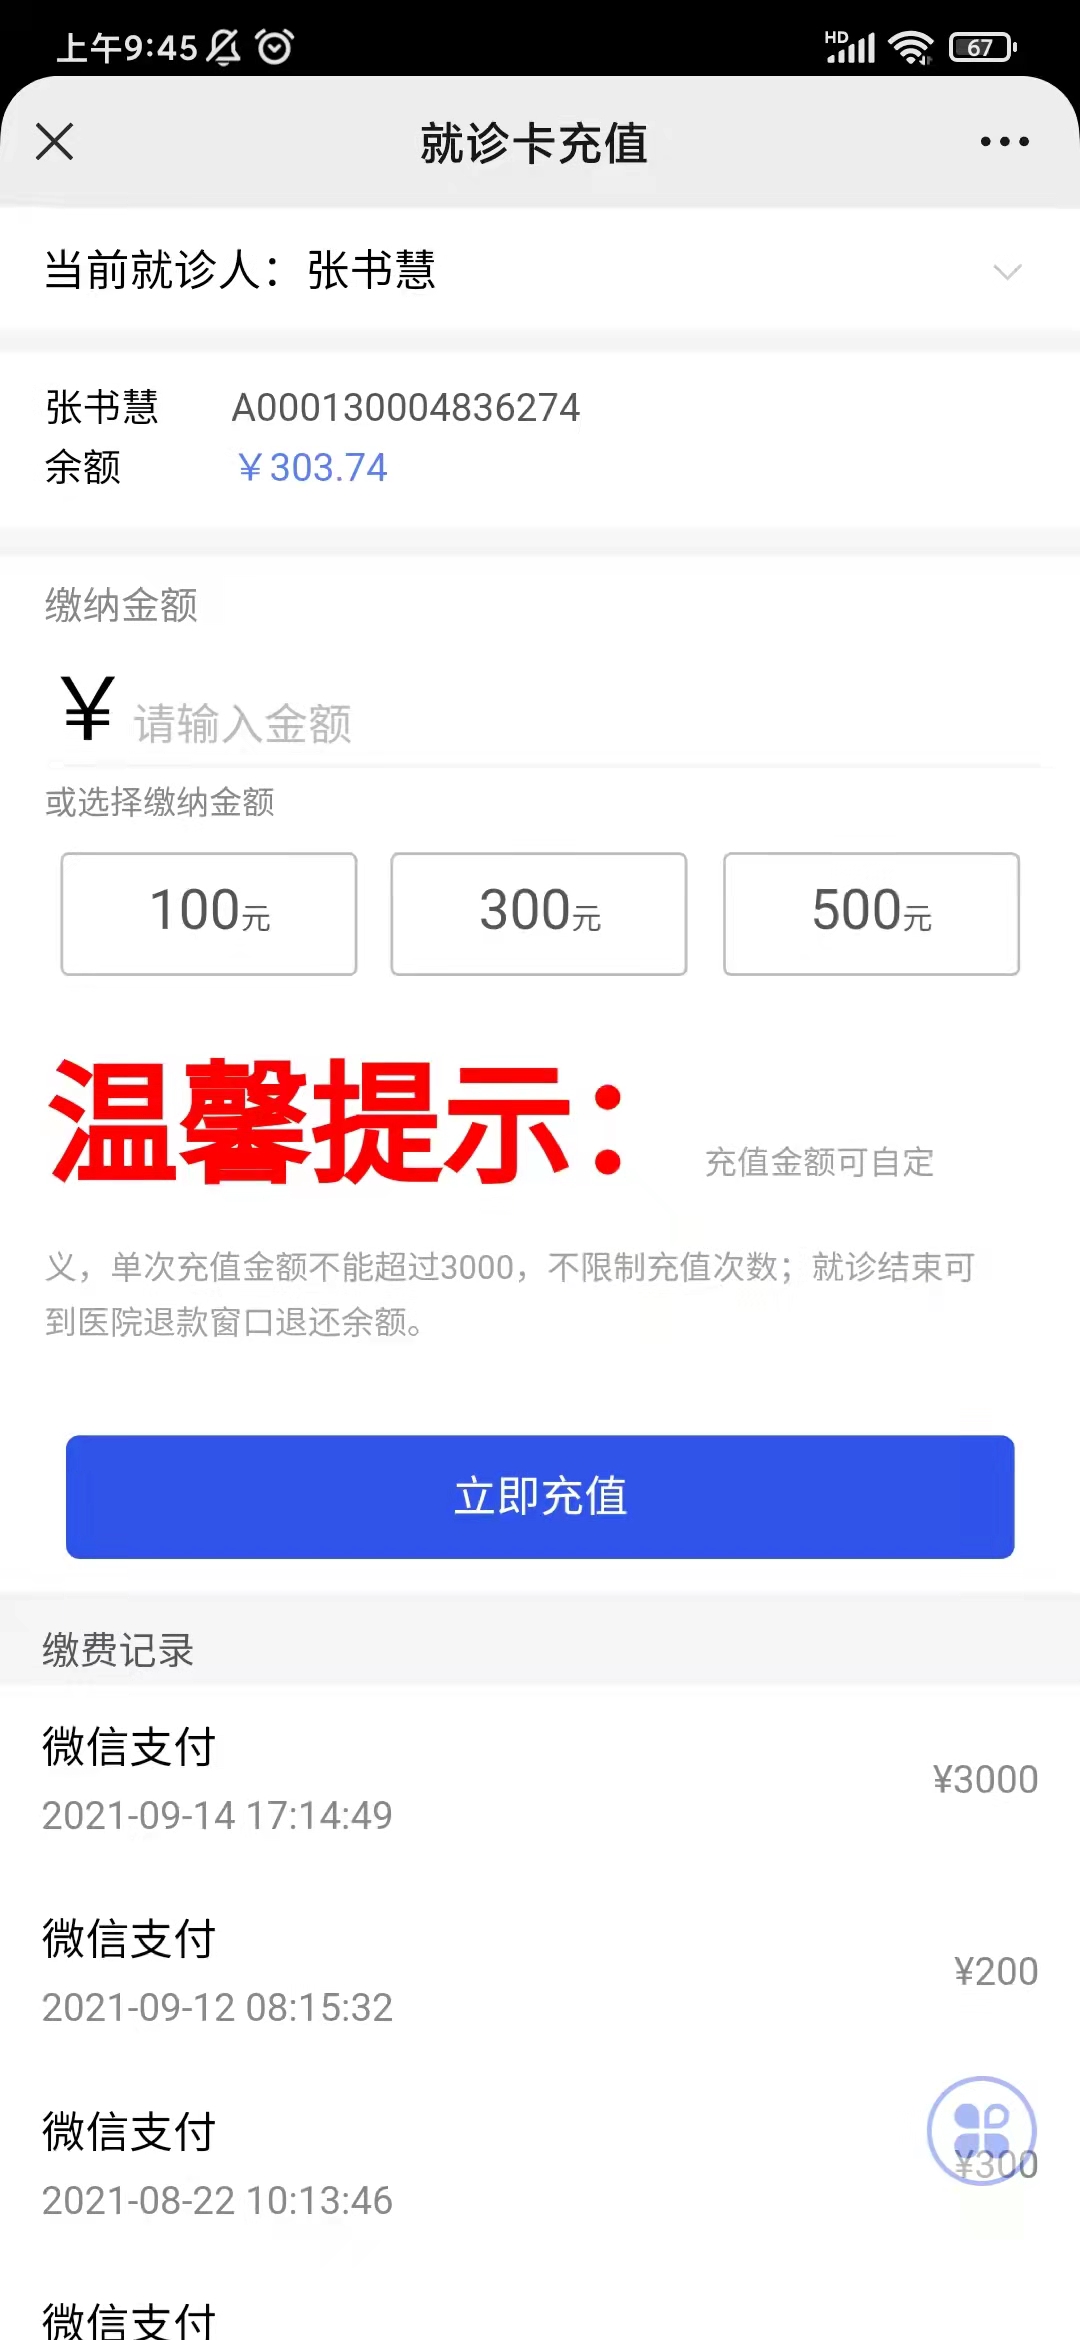 上午9:45
HD
67
就诊卡充值
当前就诊人：张书慧
张书慧 A000130004836274
余额 ￥303.74
缴纳金额
￥ 请输入金额
或选择缴纳金额
100元 300元 500元
温馨提示： 充值金额可自定
义，单次充值金额不能超过3000，不限制充值次数；就诊结束可
到医院退款窗口退还余额。
立即充值
缴费记录
微信支付
¥3000
2021-09-14 17:14:49
微信支付
¥200
2021-09-12 08:15:32
微信支付
¥300
2021-08-22 10:13:46
微信支付